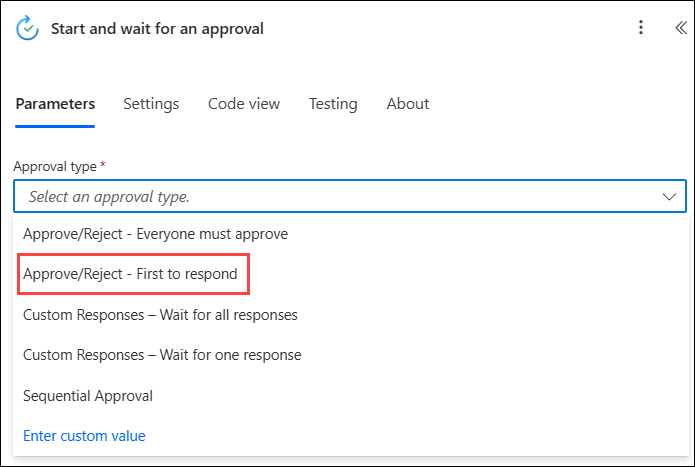 Start and wait for an approval
Parameters Settings Code view Testing About
Approval type *
Select an approval type.
Approve/Reject - Everyone must approve
Approve/Reject - First to respond
Custom Responses – Wait for all responses
Custom Responses – Wait for one response
Sequential Approval
Enter custom value